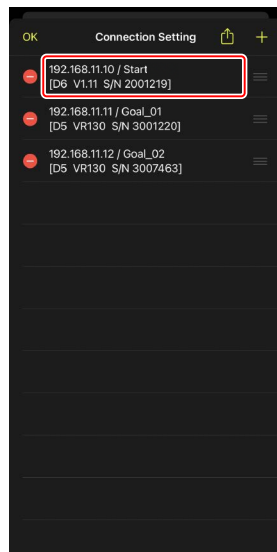 OK Connection Setting +
192.168.11.10 / Start
[D6 V1.11 S/N 2001219]
192.168.11.11 / Goal_01
[D5 VR130 S/N 3001220]
192.168.11.12 / Goal_02
[D5 VR130 S/N 3007463]